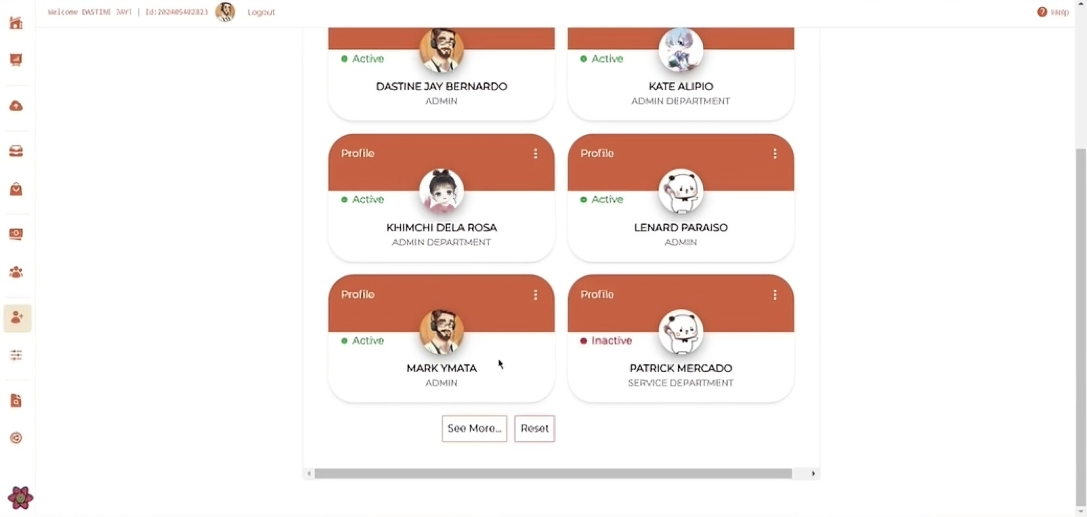 Welcome DASTINE JAY! | Id:202405482823 Logout Help
Active Active
DASTINE JAY BERNARDO KATE ALIPIO
ADMIN ADMIN DEPARTMENT
Profile Profile
Active Active
KHIMCHI DELA ROSA LENARD PARAISO
ADMIN DEPARTMENT ADMIN
Profile Profile
Active Inactive
MARK YMATA PATRICK MERCADO
ADMIN SERVICE DEPARTMENT
See More... Reset